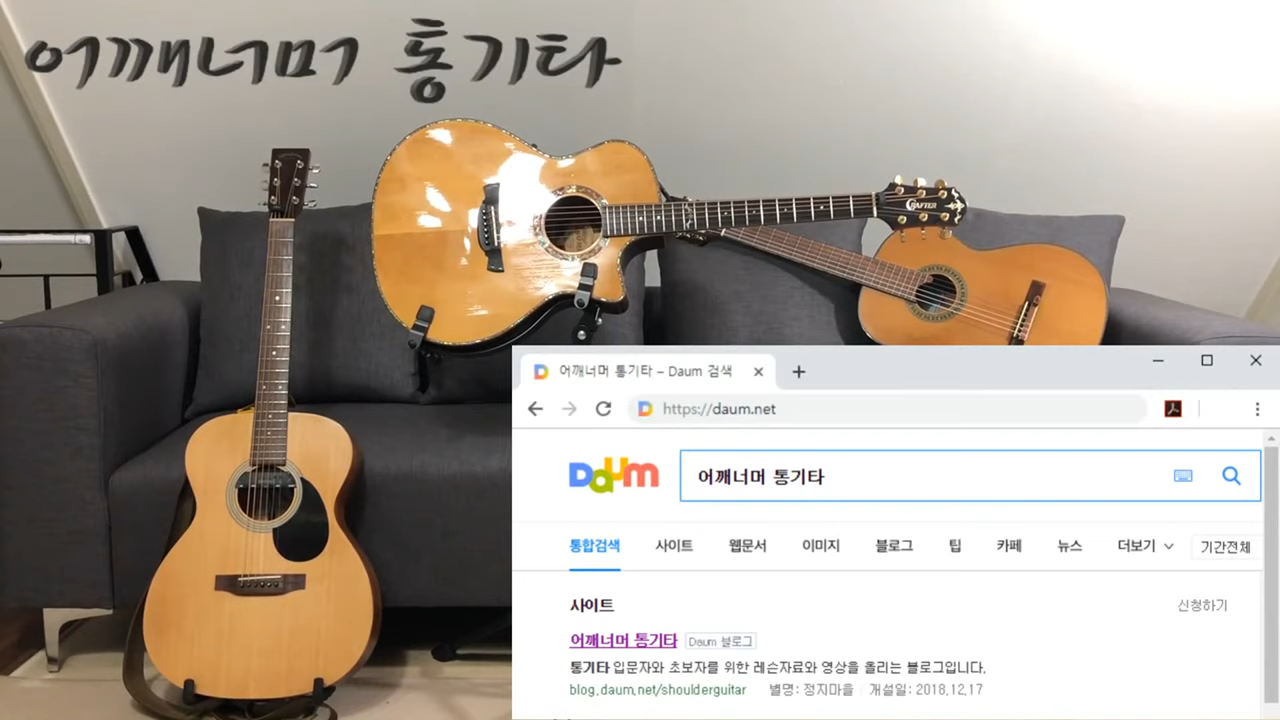 어깨너머 통기타
CRAFTER
어깨너머 통기타 – Daum 검색
https://daum.net
Daum
어깨너머 통기타
통합검색 사이트 웹문서 이미지 블로그 팁 카페 뉴스 더보기 기간전체
사이트 신청하기
어깨너머 통기타 Daum 블로그
통기타 입문자와 초보자를 위한 레슨자료와 영상을 올리는 블로그입니다.
blog.daum.net/shoulderguitar 별명: 정지마을 개설일: 2018.12.17